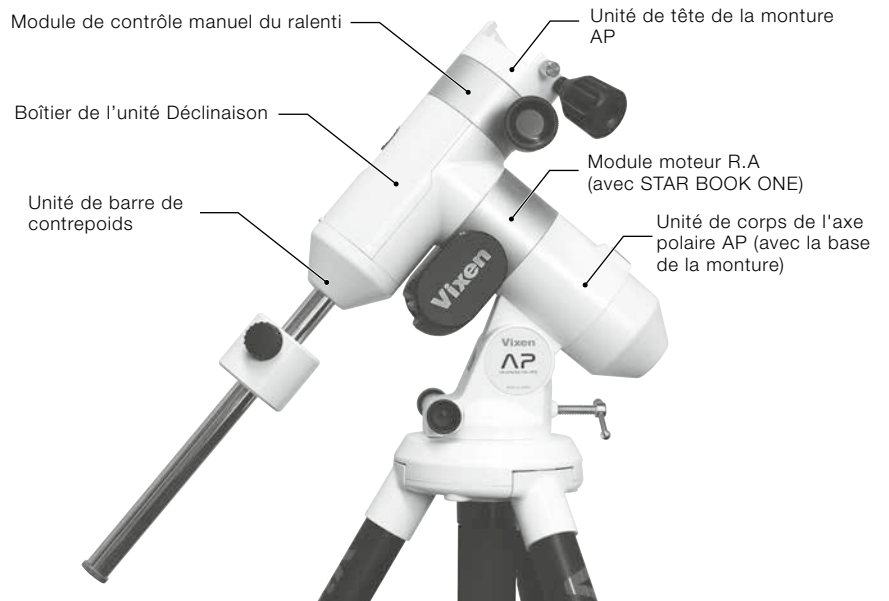 Module de contrôle manuel du ralenti
Unité de tête de la monture
AP
Boîtier de l’unité Déclinaison
Module moteur R.A
(avec STAR BOOK ONE)
Unité de barre de
contrepoids
Unité de corps de l'axe
polaire AP (avec la base
de la monture)
Vixen
Vixen
AP